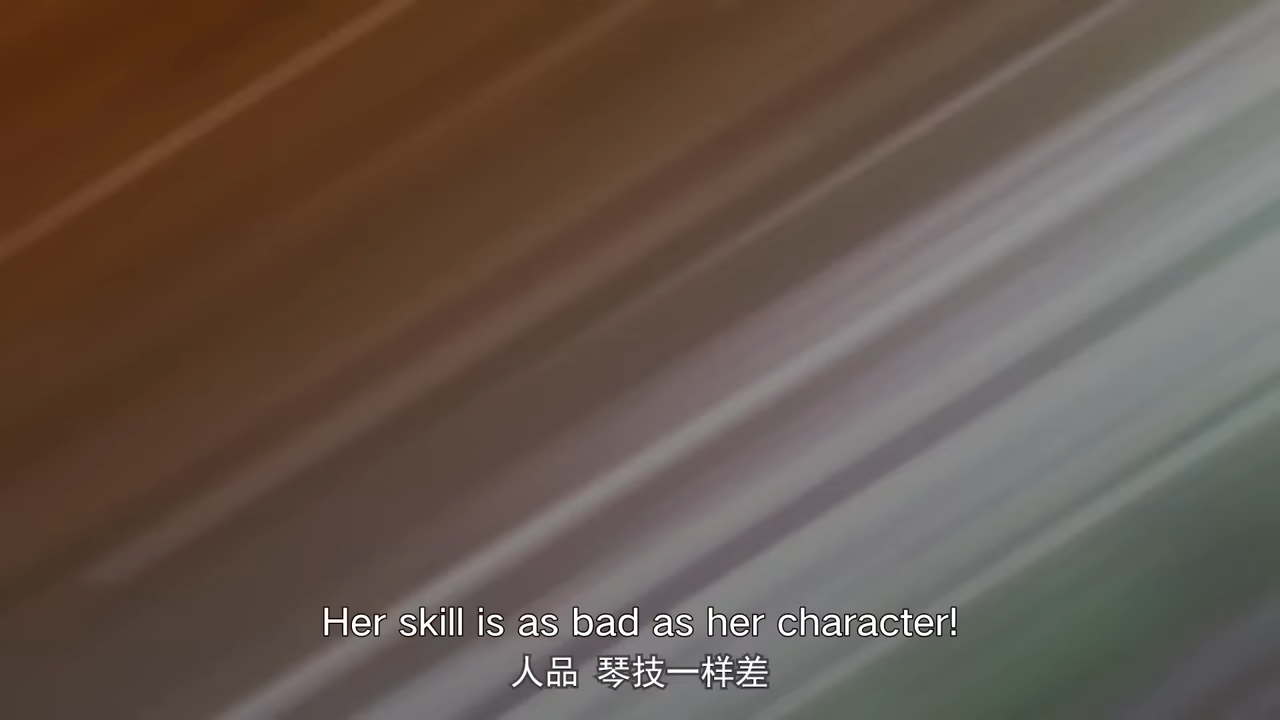 Her skill is as bad as her character!
人品 琴技一样差